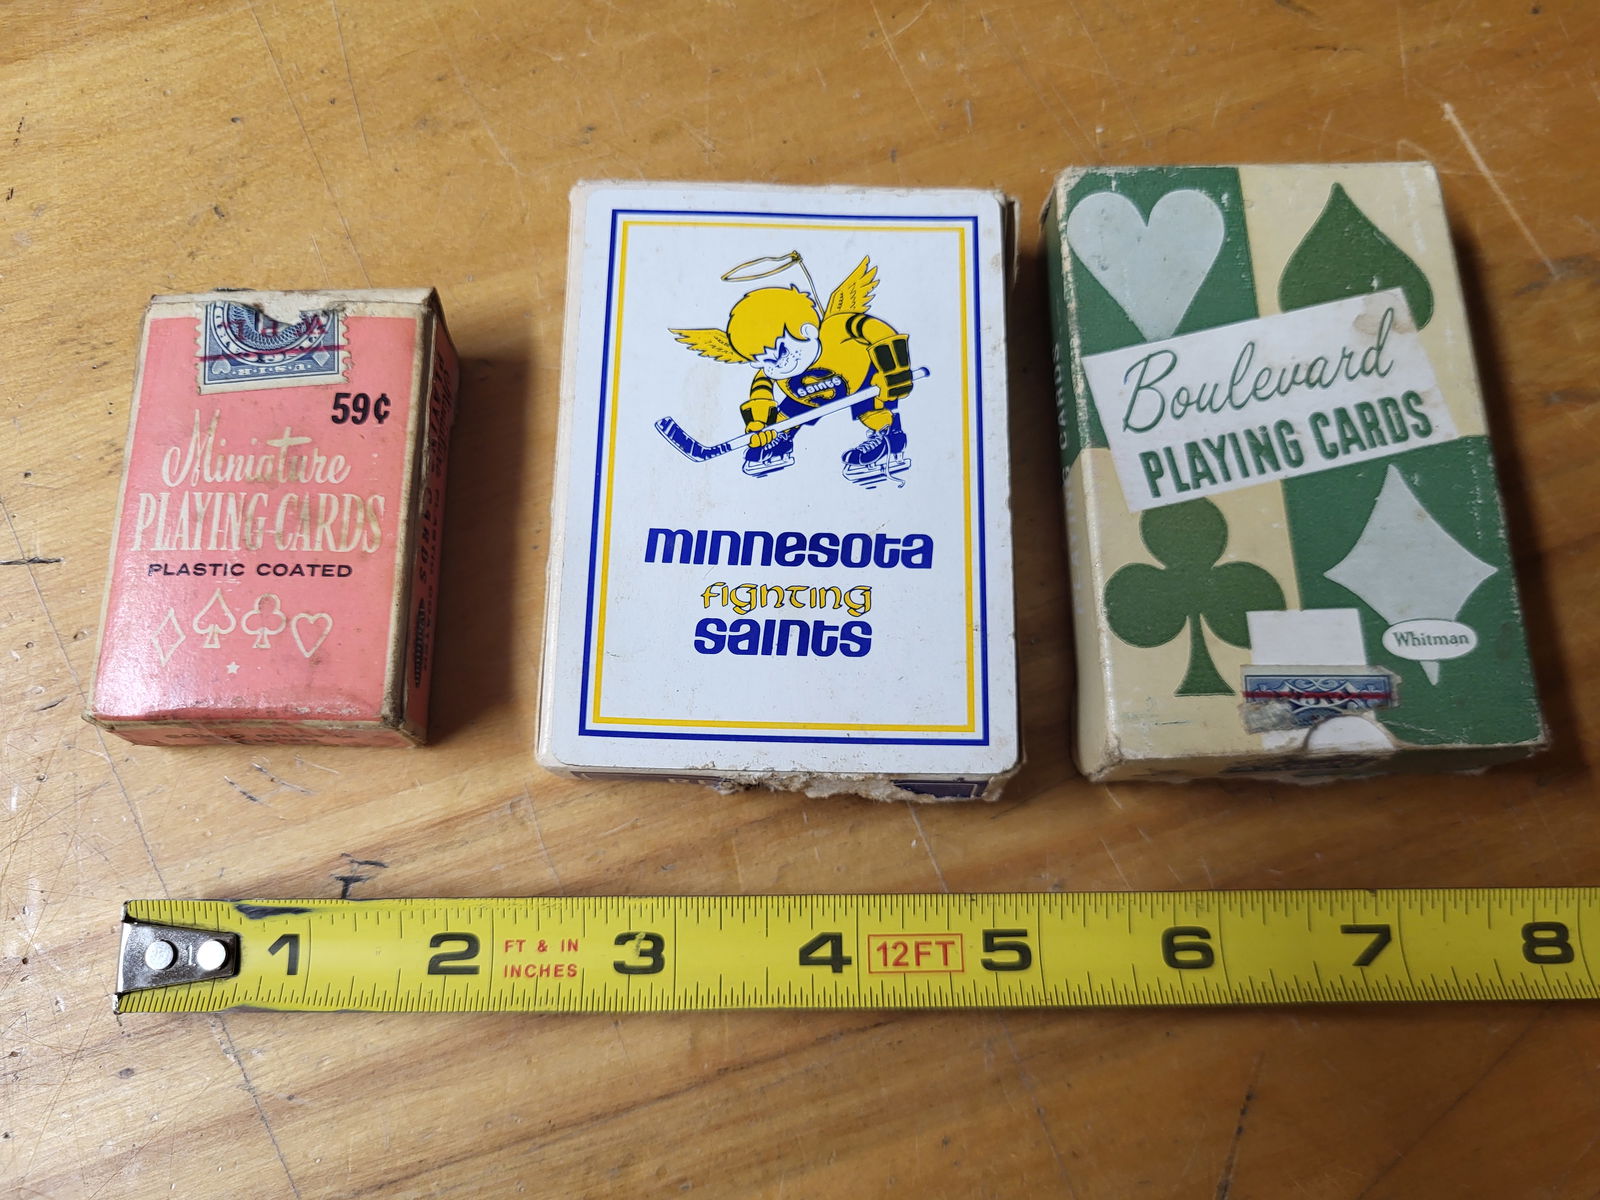 U.S.I.R.
59¢
Miniature
PLAYING CARDS
PLASTIC COATED
Saints
minnesota
fighting
saints
Boulevard
PLAYING CARDS
Whitman
CARDS
1 2 FT & IN 3 4 12FT 5 6 7 8
INCHES